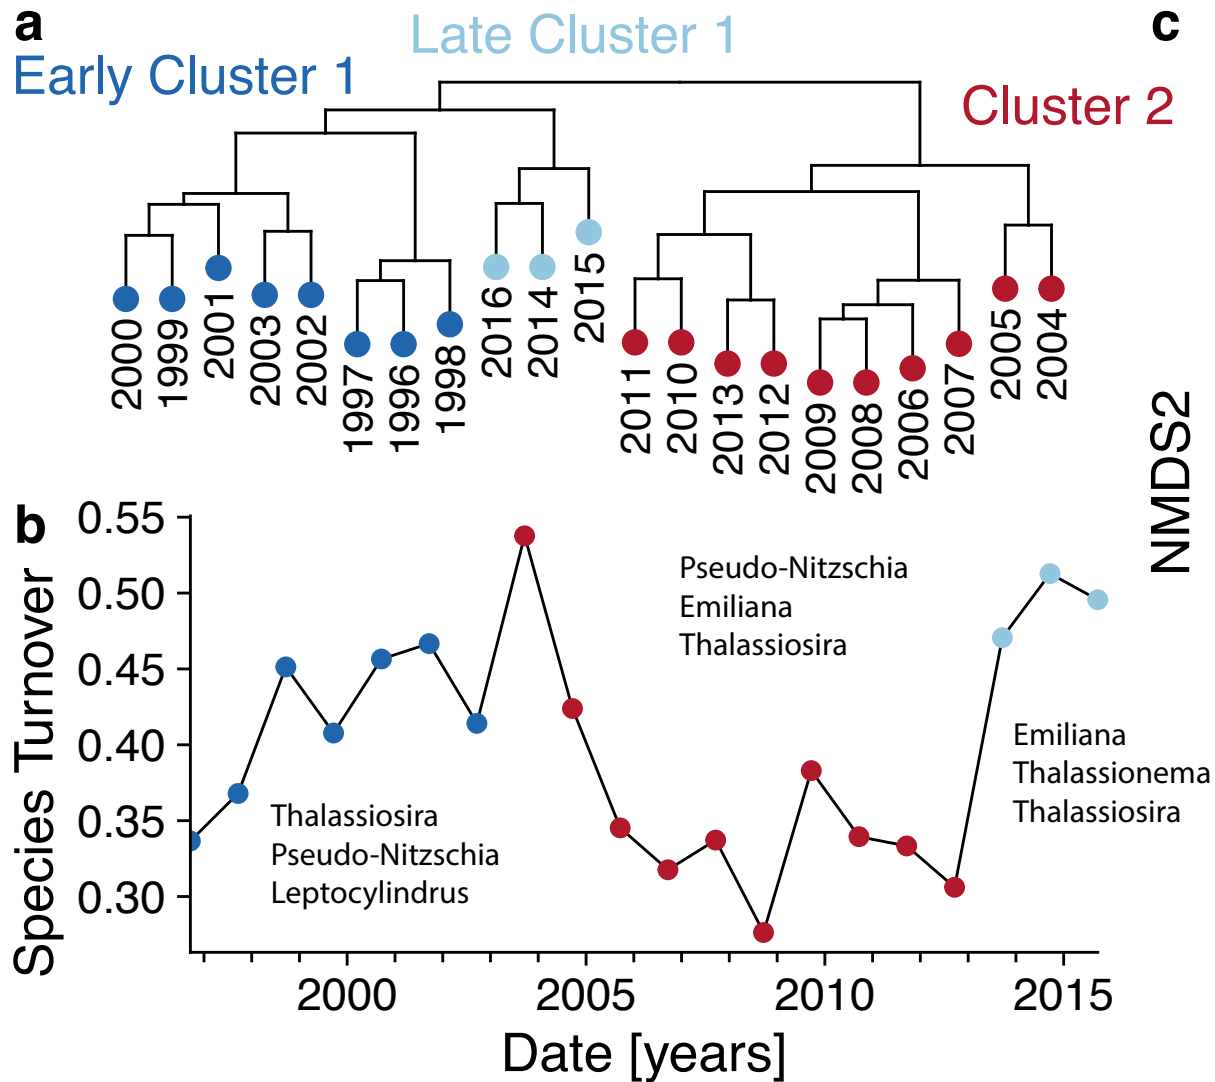 a
Late Cluster 1
c
Early Cluster 1
Cluster 2
2000
1999
2001
2003
2002
1997
1996
1998
2016
2014
2015
2011
2010
2013
2012
2009
2008
2006
2007
2005
2004
NMDS2
b
Species Turnover
0.55
0.50
0.45
0.40
0.35
0.30
Pseudo-Nitzschia
Emiliana
Thalassiosira
Emiliana
Thalassionema
Thalassiosira
Thalassiosira
Pseudo-Nitzschia
Leptocylindrus
2000
2005
2010
2015
Date [years]